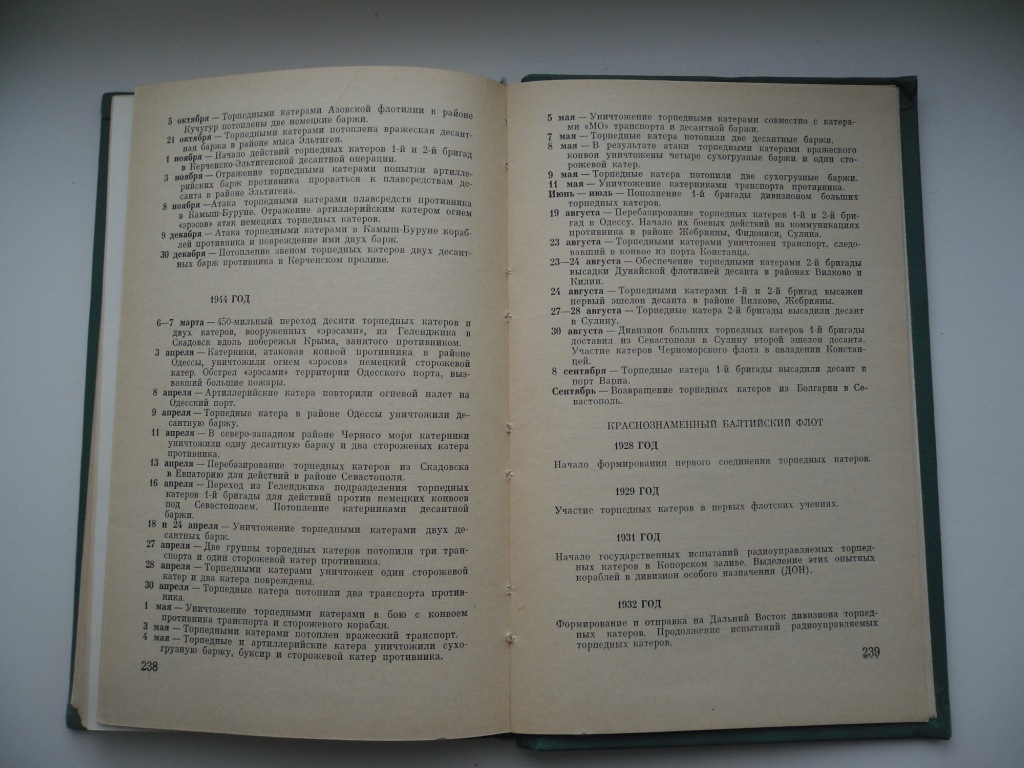 5 октября — Торпедными катерами Азовской флотилии в районе
Кучугур потоплены две немецкие баржи.
21 октября — Торпедными катерами потоплена вражеская десант-
ная баржа в районе мыса Эльтиген.
1 ноября — Начало действий торпедных катеров 1-й и 2-й бригад
в Керченско-Эльтигенской десантной операции.
3 ноября — Отражение торпедными катерами попытки артилле-
рийских барж противника прорваться к плавсредствам де-
санта в районе Эльтигена.
8 ноября — Атака торпедными катерами плавсредств противника
в Камыш-Буруне. Отражение артиллерийским катером огнем
«эрэсов» атак немецких торпедных катеров.
9 декабря — Атака торпедными катерами в Камыш-Буруне кораб-
лей противника и повреждение ими двух барж.
30 декабря — Потопление звеном торпедных катеров двух десант-
ных барж противника в Керченском проливе.
1944 ГОД
6—7 марта — 450-мильный переход десяти торпедных катеров и
двух катеров, вооруженных «эрэсами», из Геленджика в
Скадовск вдоль побережья Крыма, занятого противником.
3 апреля — Катерники, атаковав конвой противника в районе
Одессы, уничтожили огнем «эрэсов» немецкий сторожевой
катер. Обстрел «эрэсами» территории Одесского порта, выз-
вавший большие пожары.
8 апреля — Артиллерийские катера повторили огневой налет на
Одесский порт.
9 апреля — Торпедные катера в районе Одессы уничтожили де-
сантную баржу.
11 апреля — В северо-западном районе Черного моря катерники
уничтожили одну десантную баржу и два сторожевых катера
противника.
13 апреля — Перебазирование торпедных катеров из Скадовска
в Евпаторию для действий в районе Севастополя.
16 апреля — Переход из Геленджика подразделения торпедных
катеров 1-й бригады для действий против немецких конвоев
под Севастополем. Потопление катерниками десантной
баржи.
18 и 24 апреля — Уничтожение торпедными катерами двух де-
сантных барж.
27 апреля — Две группы торпедных катеров потопили три тран-
спорта и один сторожевой катер противника.
28 апреля — Торпедными катерами уничтожен один сторожевой
катер и два катера повреждены.
30 апреля — Торпедные катера потопили два транспорта против-
ника.
1 мая — Уничтожение торпедными катерами в бою с конвоем
противника транспорта и сторожевого корабля.
3 мая — Торпедными катерами потоплен вражеский транспорт.
4 мая — Торпедные и артиллерийские катера уничтожили сухо-
грузную баржу, буксир и сторожевой катер противника.
238
5 мая — Уничтожение торпедными катерами совместно с катера-
ми «МО» транспорта и десантной баржи.
7 мая — Торпедные катера потопили две десантные баржи.
8 мая — В результате атаки торпедными катерами вражеского
конвоя уничтожены четыре сухогрузные баржи и один сто-
рожевой катер.
9 мая — Торпедные катера потопили две сухогрузные баржи.
11 мая — Уничтожение катерниками транспорта противника.
Июнь — июль — Пополнение 1-й бригады дивизионом больших
торпедных катеров.
19 августа — Перебазирование торпедных катеров 1-й и 2-й бри-
гад в Одессу. Начало их боевых действий на коммуникациях
противника в районе Жебрияны, Фидониси, Сулина.
23 августа — Торпедными катерами уничтожен транспорт, следо-
вавший в конвое из порта Констанца.
23—24 августа — Обеспечение торпедными катерами 2-й бригады
высадки Дунайской флотилией десанта в районах Вилково и
Килии.
24 августа — Торпедными катерами 1-й и 2-й бригад высажен
первый эшелон десанта в районе Вилково, Жебрияны.
27—28 августа — Торпедные катера 2-й бригады высадили десант
в Сулину.
30 августа — Дивизион больших торпедных катеров 1-й бригады
доставил из Севастополя в Сулину второй эшелон десанта.
Участие катеров Черноморского флота в овладении Констан-
цей.
8 сентября — Торпедные катера 1-й бригады высадили десант в
порт Варна.
Сентябрь — Возвращение торпедных катеров из Болгарии в Се-
вастополь.
КРАСНОЗНАМЕННЫЙ БАЛТИЙСКИЙ ФЛОТ
1928 ГОД
Начало формирования первого соединения торпедных катеров.
1929 ГОД
Участие торпедных катеров в первых флотских учениях.
1931 ГОД
Начало государственных испытаний радиоуправляемых торпед-
ных катеров в Копорском заливе. Выделение этих опытных
кораблей в дивизион особого назначения (ДОН).
1932 ГОД
Формирование и отправка на Дальний Восток дивизиона торпед-
ных катеров. Продолжение испытаний радиоуправляемых
торпедных катеров.
239